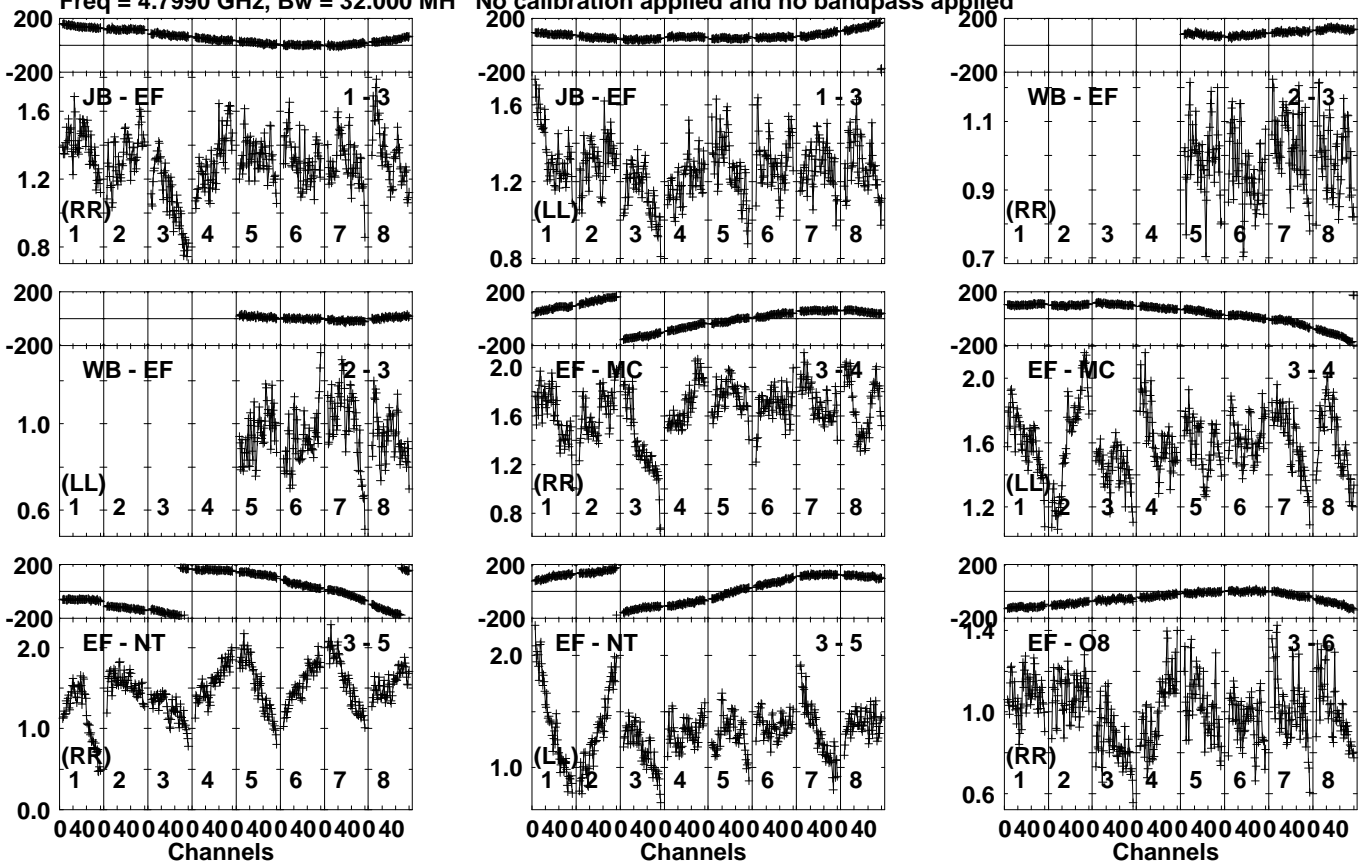 Freq = 4.7990 GHz, Bw = 32.000 MH No calibration applied and no bandpass applied
200
-200
JB - EF 1 - 3
1.6
1.2
0.8
(RR)
1 2 3 4 5 6 7 8
200
-200
JB - EF 1 - 3
1.6
1.2
0.8
(LL)
1 2 3 4 5 6 7 8
200
-200
WB - EF 2 - 3
1.1
0.9
0.7
(RR)
1 2 3 4 5 6 7 8
200
-200
WB - EF 2 - 3
1.0
0.6
(LL)
1 2 3 4 5 6 7 8
200
-200
EF - MC 3 - 4
2.0
1.6
1.2
0.8
(RR)
1 2 3 4 5 6 7 8
200
-200
EF - MC 3 - 4
2.0
1.6
1.2
(LL)
1 2 3 4 5 6 7 8
200
-200
EF - NT 3 - 5
2.0
1.0
0.0
(RR)
1 2 3 4 5 6 7 8
0 40 0 40 0 40 0 40 0 40 0 40 0 40 0 40
Channels
200
-200
EF - NT 3 - 5
2.0
1.0
(LL)
1 2 3 4 5 6 7 8
0 40 0 40 0 40 0 40 0 40 0 40 0 40 0 40
Channels
200
-200
1.4
EF - O8 3 - 6
1.0
0.6
(RR)
1 2 3 4 5 6 7 8
0 40 0 40 0 40 0 40 0 40 0 40 0 40 0 40
Channels